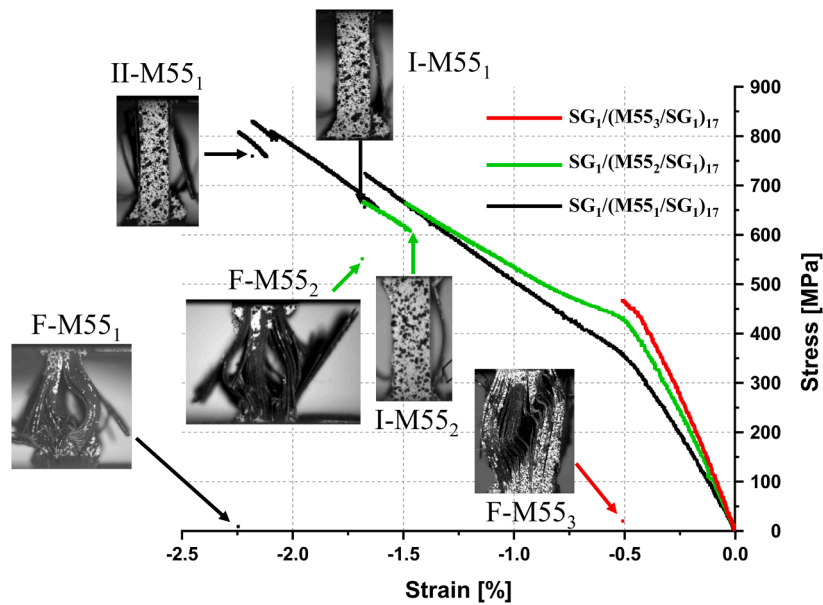 I-M55₁
II-M55₁
900
SG₁/(M55₃/SG₁)₁₇
800
SG₁/(M55₂/SG₁)₁₇
700
SG₁/(M55₁/SG₁)₁₇
600
F-M55₂
500
F-M55₁
400
I-M55₂
300
200
F-M55₃
100
0
Stress [MPa]
-2.5 -2.0 -1.5 -1.0 -0.5 0.0
Strain [%]